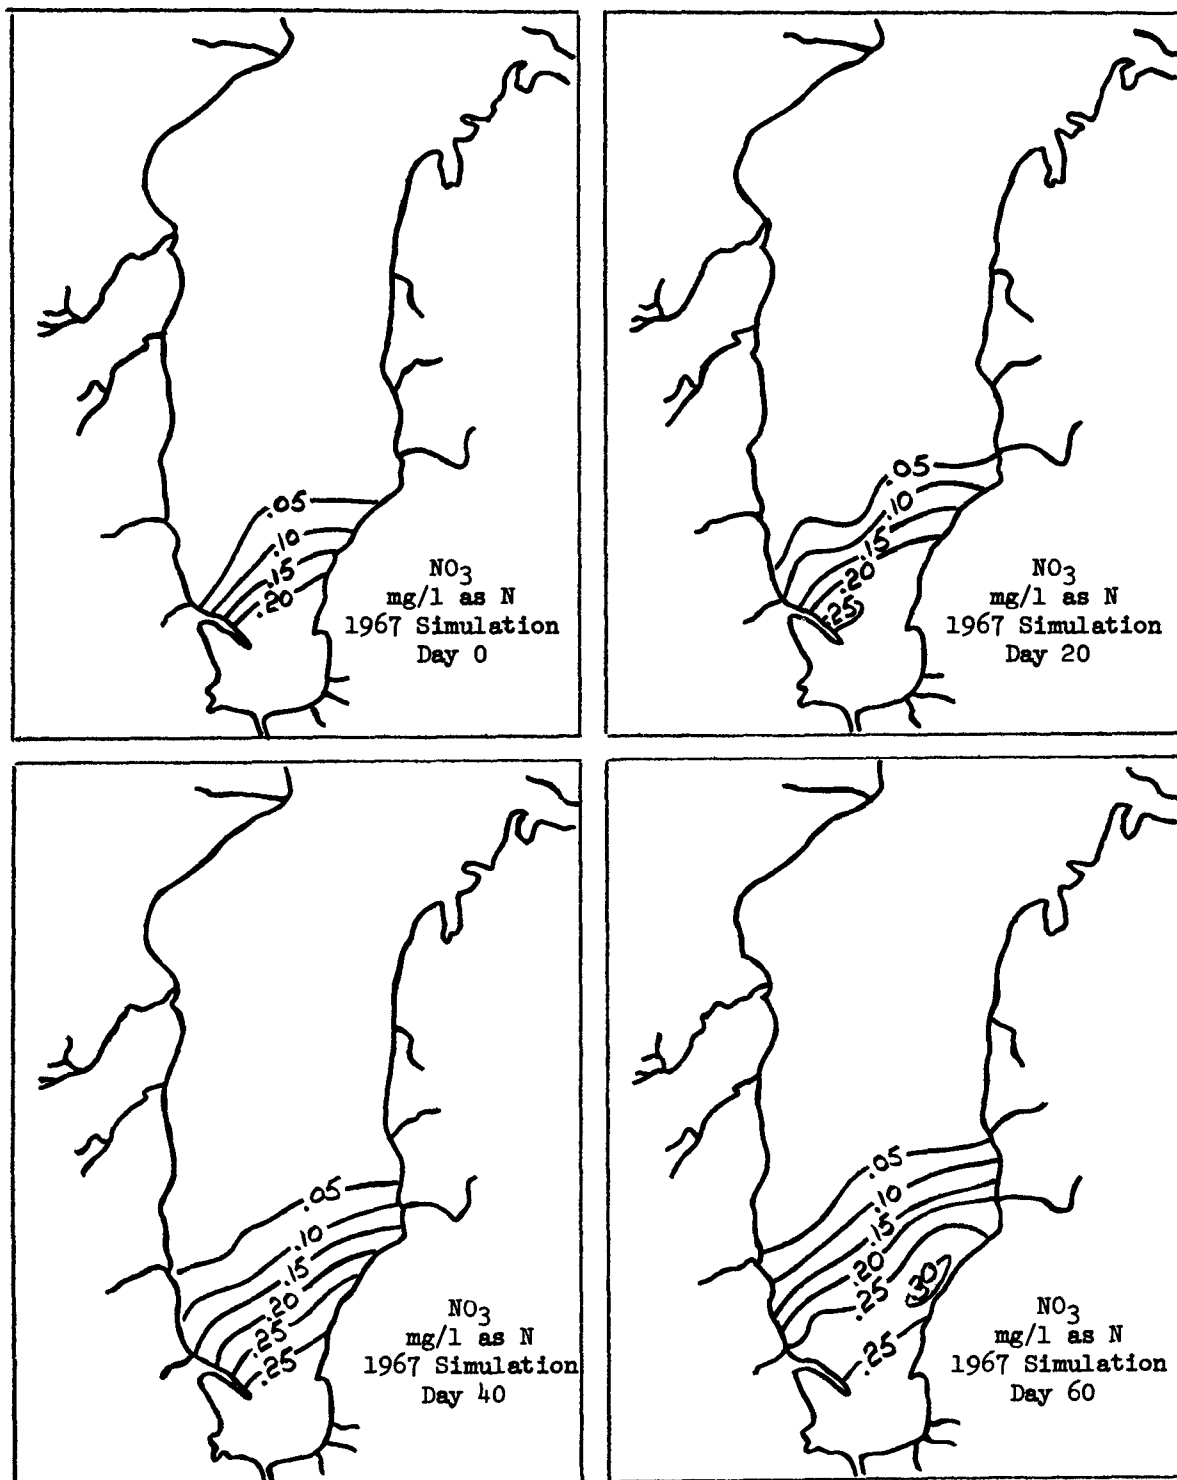 .05
.10
.15
.20
NO3
mg/l as N
1967 Simulation
Day 0
.05
.10
.15
.20
.25
NO3
mg/l as N
1967 Simulation
Day 20
.05
.10
.15
.20
.25
.25
NO3
mg/l as N
1967 Simulation
Day 40
.05
.10
.15
.20
.25
.30
.25
NO3
mg/l as N
1967 Simulation
Day 60